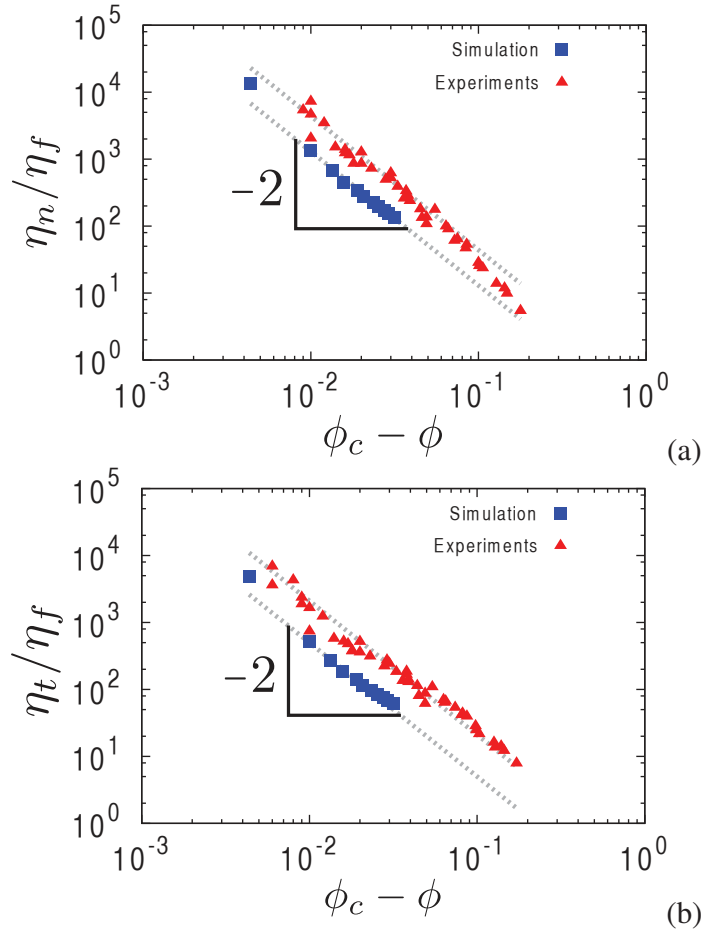 10^5
10^4
10^3
10^2
10^1
10^0
η_n/η_f
Simulation
Experiments
−2
10^-3 10^-2 10^-1 10^0
ϕ_c − ϕ
(a)
10^5
10^4
10^3
10^2
10^1
10^0
η_t/η_f
Simulation
Experiments
−2
10^-3 10^-2 10^-1 10^0
ϕ_c − ϕ
(b)